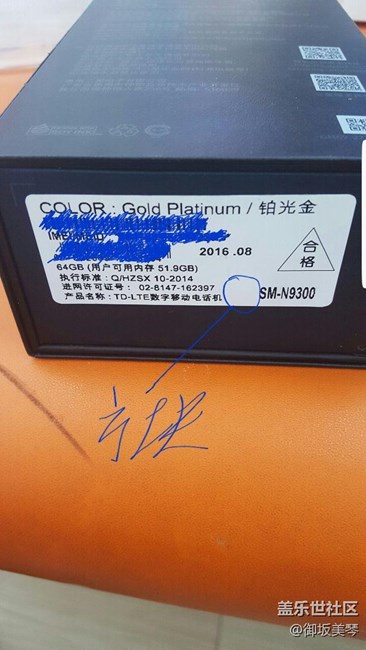 COLOR : Gold Platinum / 铂光金
2016 .08
合格
64GB (用户可用内存 51.9GB)
执行标准: Q/HZSX 10-2014
进网许可证号: 02-8147-162397
产品名称: TD-LTE数字移动电话机
SM-N9300
方块
盖乐世社区
@御坂美琴